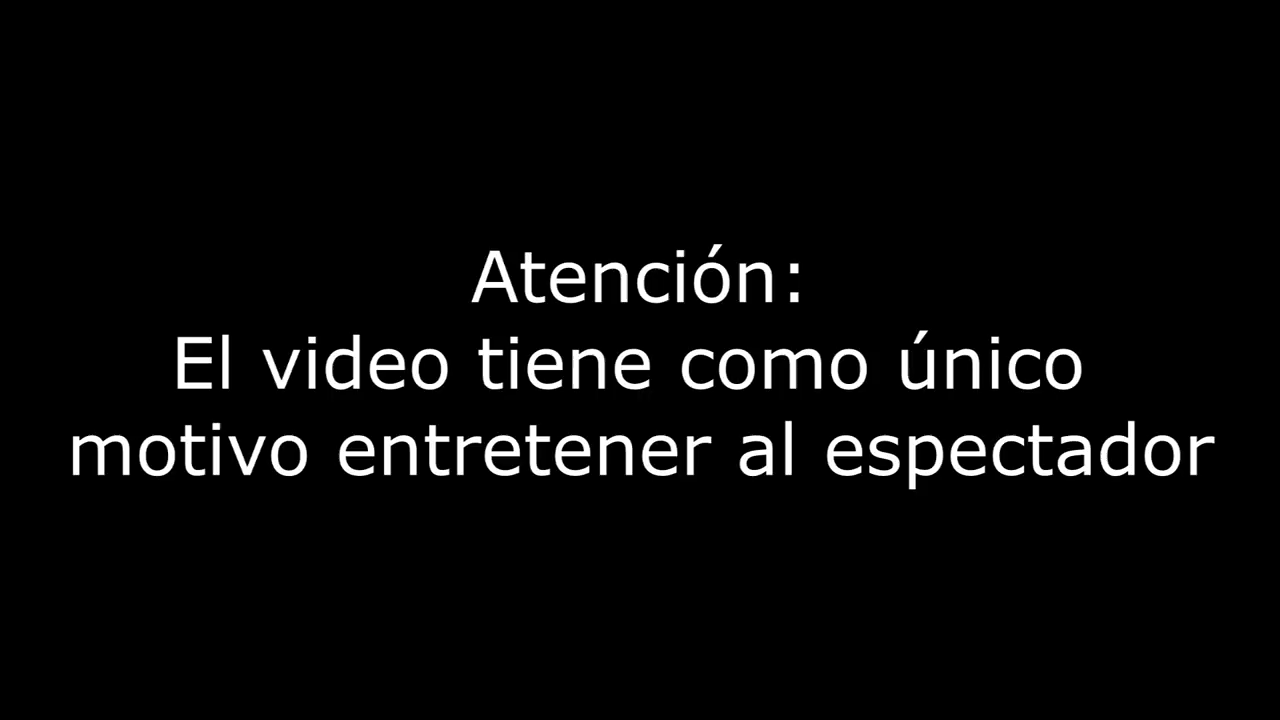 Atención:
El video tiene como único
motivo entretener al espectador